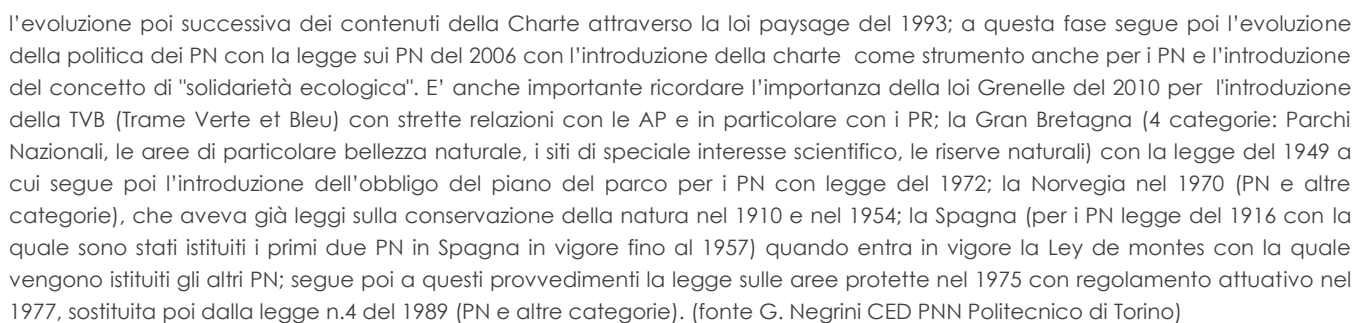 l’evoluzione poi successiva dei contenuti della Charte attraverso la loi paysage del 1993; a questa fase segue poi l’evoluzione
della politica dei PN con la legge sui PN del 2006 con l’introduzione della charte come strumento anche per i PN e l’introduzione
del concetto di "solidarietà ecologica". E’ anche importante ricordare l’importanza della loi Grenelle del 2010 per l'introduzione
della TVB (Trame Verte et Bleu) con strette relazioni con le AP e in particolare con i PR; la Gran Bretagna (4 categorie: Parchi
Nazionali, le aree di particolare bellezza naturale, i siti di speciale interesse scientifico, le riserve naturali) con la legge del 1949 a
cui segue poi l’introduzione dell’obbligo del piano del parco per i PN con legge del 1972; la Norvegia nel 1970 (PN e altre
categorie), che aveva già leggi sulla conservazione della natura nel 1910 e nel 1954; la Spagna (per i PN legge del 1916 con la
quale sono stati istituiti i primi due PN in Spagna in vigore fino al 1957) quando entra in vigore la Ley de montes con la quale
vengono istituiti gli altri PN; segue poi a questi provvedimenti la legge sulle aree protette nel 1975 con regolamento attuativo nel
1977, sostituita poi dalla legge n.4 del 1989 (PN e altre categorie). (fonte G. Negrini CED PNN Politecnico di Torino)